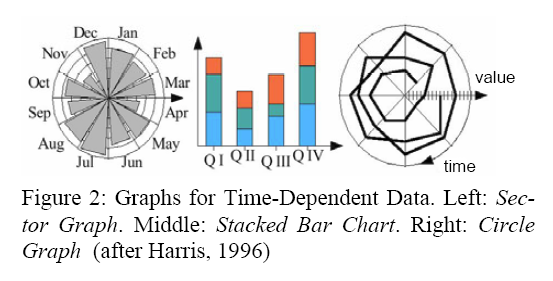 Dec Jan
Nov Feb
Oct Mar
Sep Apr
Aug May
Jul Jun
Q I Q II Q III Q IV
value
time
Figure 2: Graphs for Time-Dependent Data. Left: Sec-
tor Graph. Middle: Stacked Bar Chart. Right: Circle
Graph (after Harris, 1996)